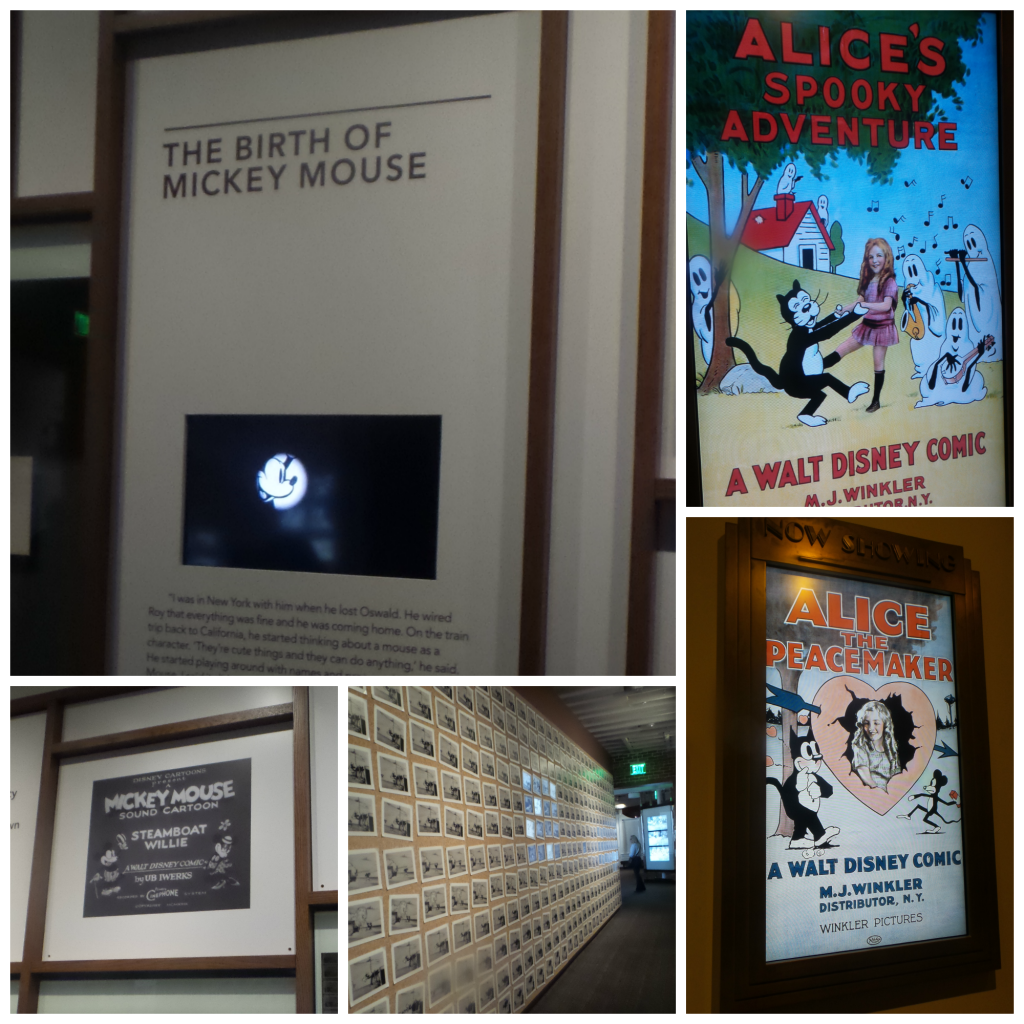 THE BIRTH OF
MICKEY MOUSE
"I was in New York with him when he lost Oswald. He wired
Roy that everything was fine and he was coming home. On the train
trip back to California, he started thinking about a mouse as a
character. 'They're cute things and they can do anything,' he said.
He started playing around with names and
ALICE'S
SPOOKY
ADVENTURE
A WALT DISNEY COMIC
M.J. WINKLER
N.Y.
DISNEY CARTOONS
present
A
MICKEY MOUSE
SOUND CARTOON
STEAMBOAT
WILLIE
A WALT DISNEY COMIC
by UB IWERKS
CINEPHONE
EXIT
NOW SHOWING
ALICE
THE
PEACEMAKER
A WALT DISNEY COMIC
M.J. WINKLER
DISTRIBUTOR, N.Y.
WINKLER PICTURES